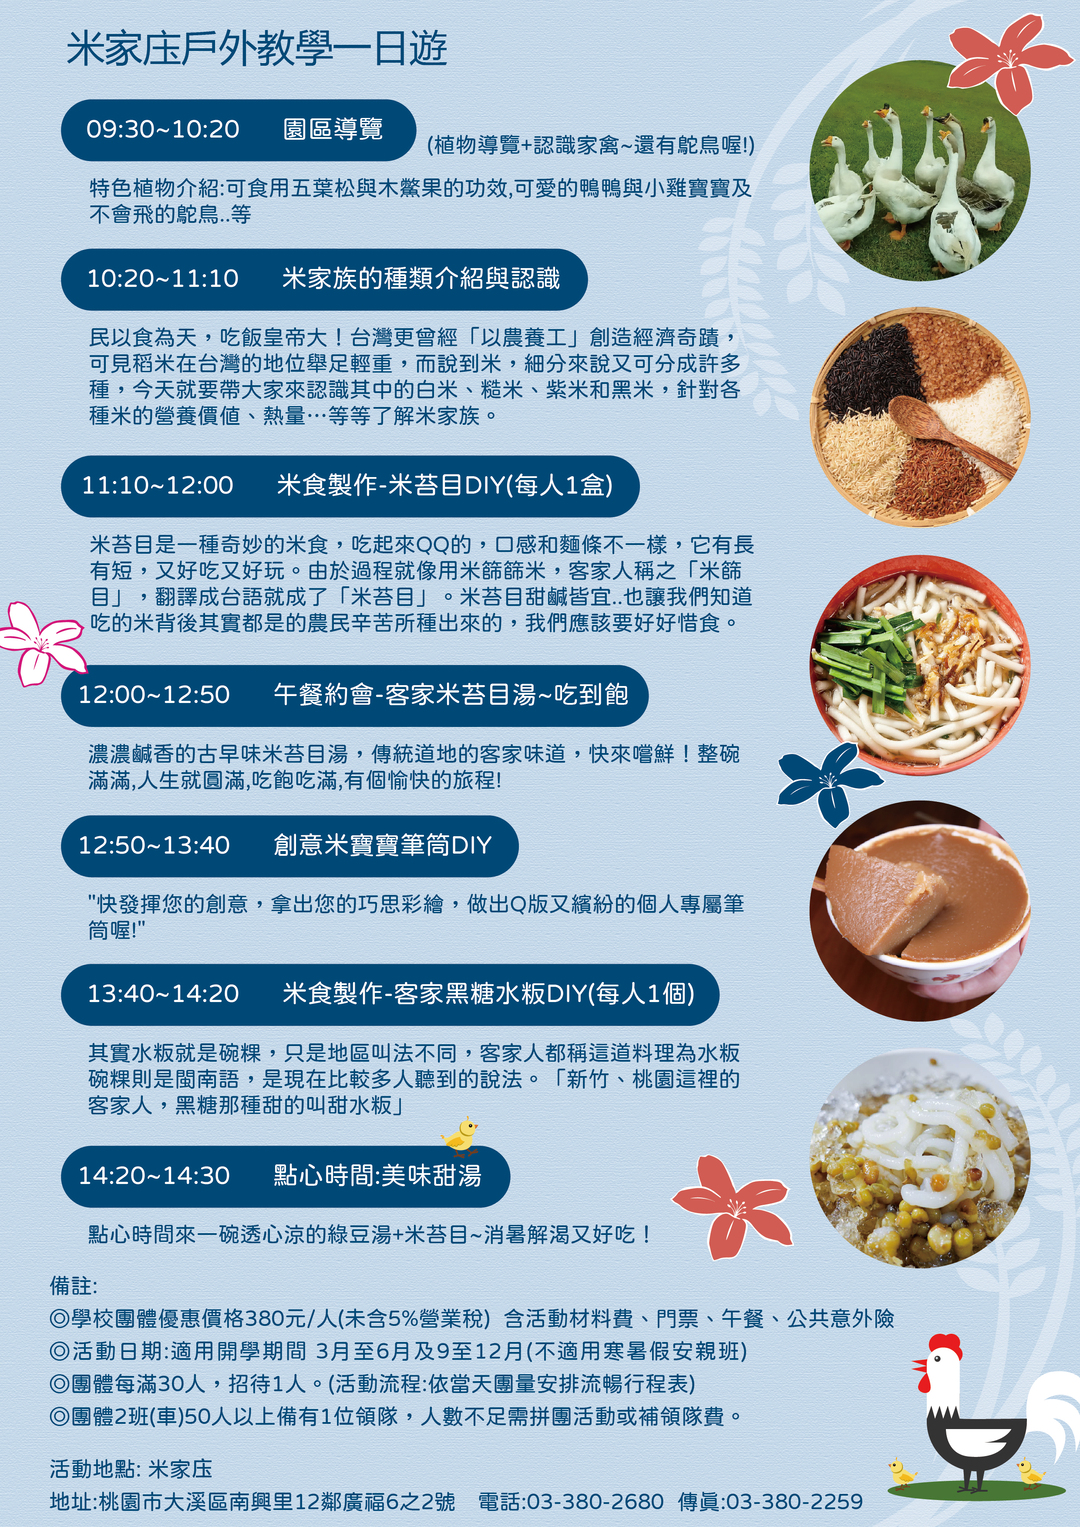 米家庄戶外教學一日遊
09:30~10:20 園區導覽
(植物導覽+認識家禽~還有鴕鳥喔!)
特色植物介紹:可食用五葉松與木鱉果的功效,可愛的鴨鴨與小雞寶寶及
不會飛的鴕鳥..等
10:20~11:10 米家族的種類介紹與認識
民以食為天，吃飯皇帝大！台灣更曾經「以農養工」創造經濟奇蹟，
可見稻米在台灣的地位舉足輕重，而說到米，細分來說又可分成許多
種，今天就要帶大家來認識其中的白米、糙米、紫米和黑米，針對各
種米的營養價值、熱量…等等了解米家族。
11:10~12:00 米食製作-米苔目DIY(每人1盒)
米苔目是一種奇妙的米食，吃起來QQ的，口感和麵條不一樣，它有長
有短，又好吃又好玩。由於過程就像用米篩篩米，客家人稱之「米篩
目」，翻譯成台語就成了「米苔目」。米苔目甜鹹皆宜..也讓我們知道
吃的米背後其實都是的農民辛苦所種出來的，我們應該要好好惜食。
12:00~12:50 午餐約會-客家米苔目湯~吃到飽
濃濃鹹香的古早味米苔目湯，傳統道地的客家味道，快來嚐鮮！整碗
滿滿,人生就圓滿,吃飽吃滿,有個愉快的旅程!
12:50~13:40 創意米寶寶筆筒DIY
"快發揮您的創意，拿出您的巧思彩繪，做出Q版又繽紛的個人專屬筆
筒喔!"
13:40~14:20 米食製作-客家黑糖水粄DIY(每人1個)
其實水粄就是碗粿，只是地區叫法不同，客家人都稱這道料理為水粄
碗粿則是閩南語，是現在比較多人聽到的說法。「新竹、桃園這裡的
客家人，黑糖那種甜的叫甜水粄」
14:20~14:30 點心時間:美味甜湯
點心時間來一碗透心涼的綠豆湯+米苔目~消暑解渴又好吃！
備註:
◎學校團體優惠價格380元/人(未含5%營業稅) 含活動材料費、門票、午餐、公共意外險
◎活動日期:適用開學期間 3月至6月及9至12月(不適用寒暑假安親班)
◎團體每滿30人，招待1人。(活動流程:依當天團量安排流暢行程表)
◎團體2班(車)50人以上備有1位領隊，人數不足需拼團活動或補領隊費。
活動地點: 米家庄
地址:桃園市大溪區南興里12鄰廣福6之2號 電話:03-380-2680 傳真:03-380-2259